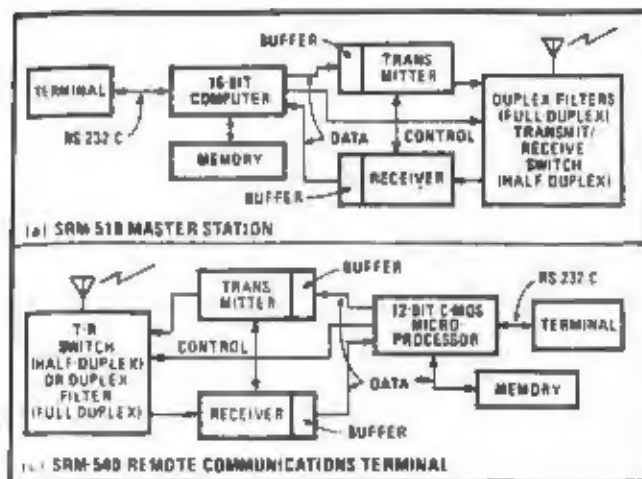 BUFFER
TRANS
MITTER
TERMINAL
16-BIT
COMPUTER
DUPLEX FILTERS
(FULL-DUPLEX)
TRANSMIT/
RECEIVE
SWITCH
(HALF DUPLEX)
RS 232 C
DATA
CONTROL
MEMORY
RECEIVER
BUFFER
(a) SRM-510 MASTER STATION
BUFFER
TRANS
MITTER
RS 232 C
12-BIT C-MOS
MICRO-
PROCESSOR
TERMINAL
T-R
SWITCH
(HALF-DUPLEX)
OR DUPLEX
FILTER
(FULL DUPLEX)
CONTROL
DATA
MEMORY
RECEIVER
BUFFER
(c) SRM-540 REMOTE COMMUNICATIONS TERMINAL